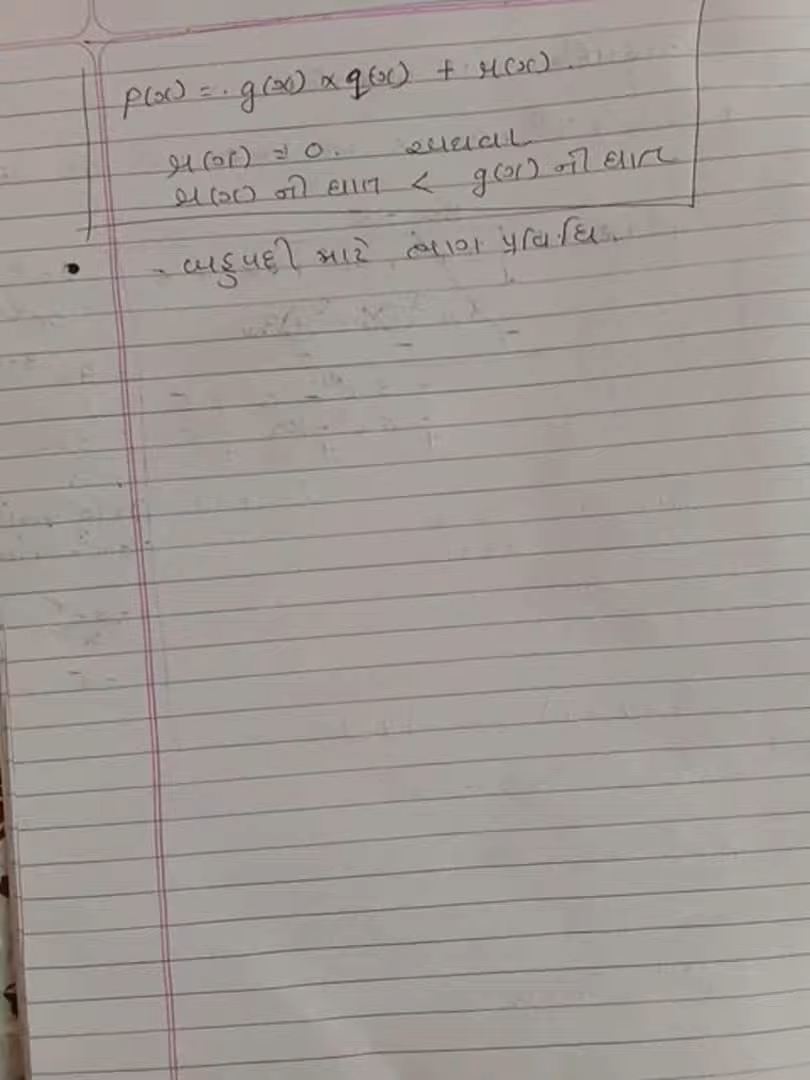 p(x) = g(x) × q(x) + r(x).
r(x) = 0. અથવા
r(x) ની ઘાત < g(x) ની ઘાત
• બહુપદી માટે ભાગ પ્રવિધિ.